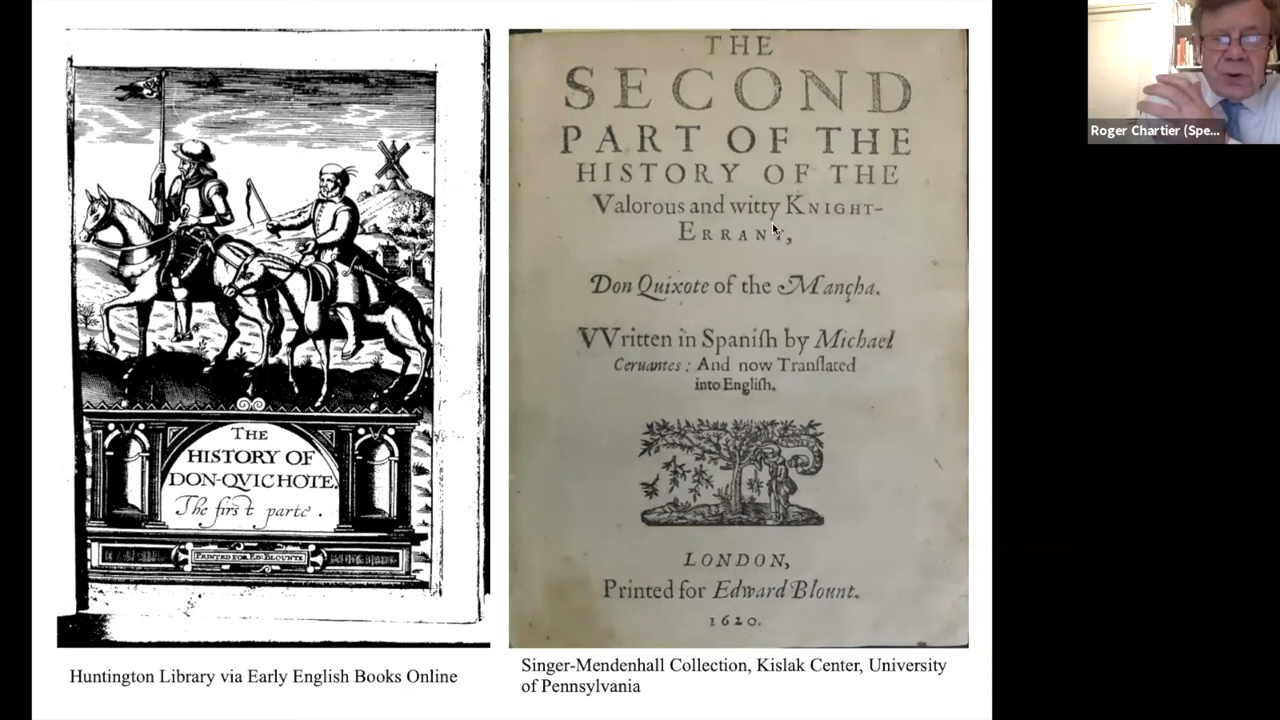 THE
HISTORY OF
DON-QVICHOTE.
The first parte.
PRINTED FOR ED: BLOUNTE
THE
SECOND
PART OF THE
HISTORY OF THE
Valorous and witty KNIGHT-
ERRANT,
Don Quixote of the Mançha.
VVritten in Spaniſh by Michael
Ceruantes: And now Tranſlated
into Engliſh.
LONDON,
Printed for Edward Blount.
1620.
Huntington Library via Early English Books Online
Singer-Mendenhall Collection, Kislak Center, University
of Pennsylvania
Roger Chartier (Spe...